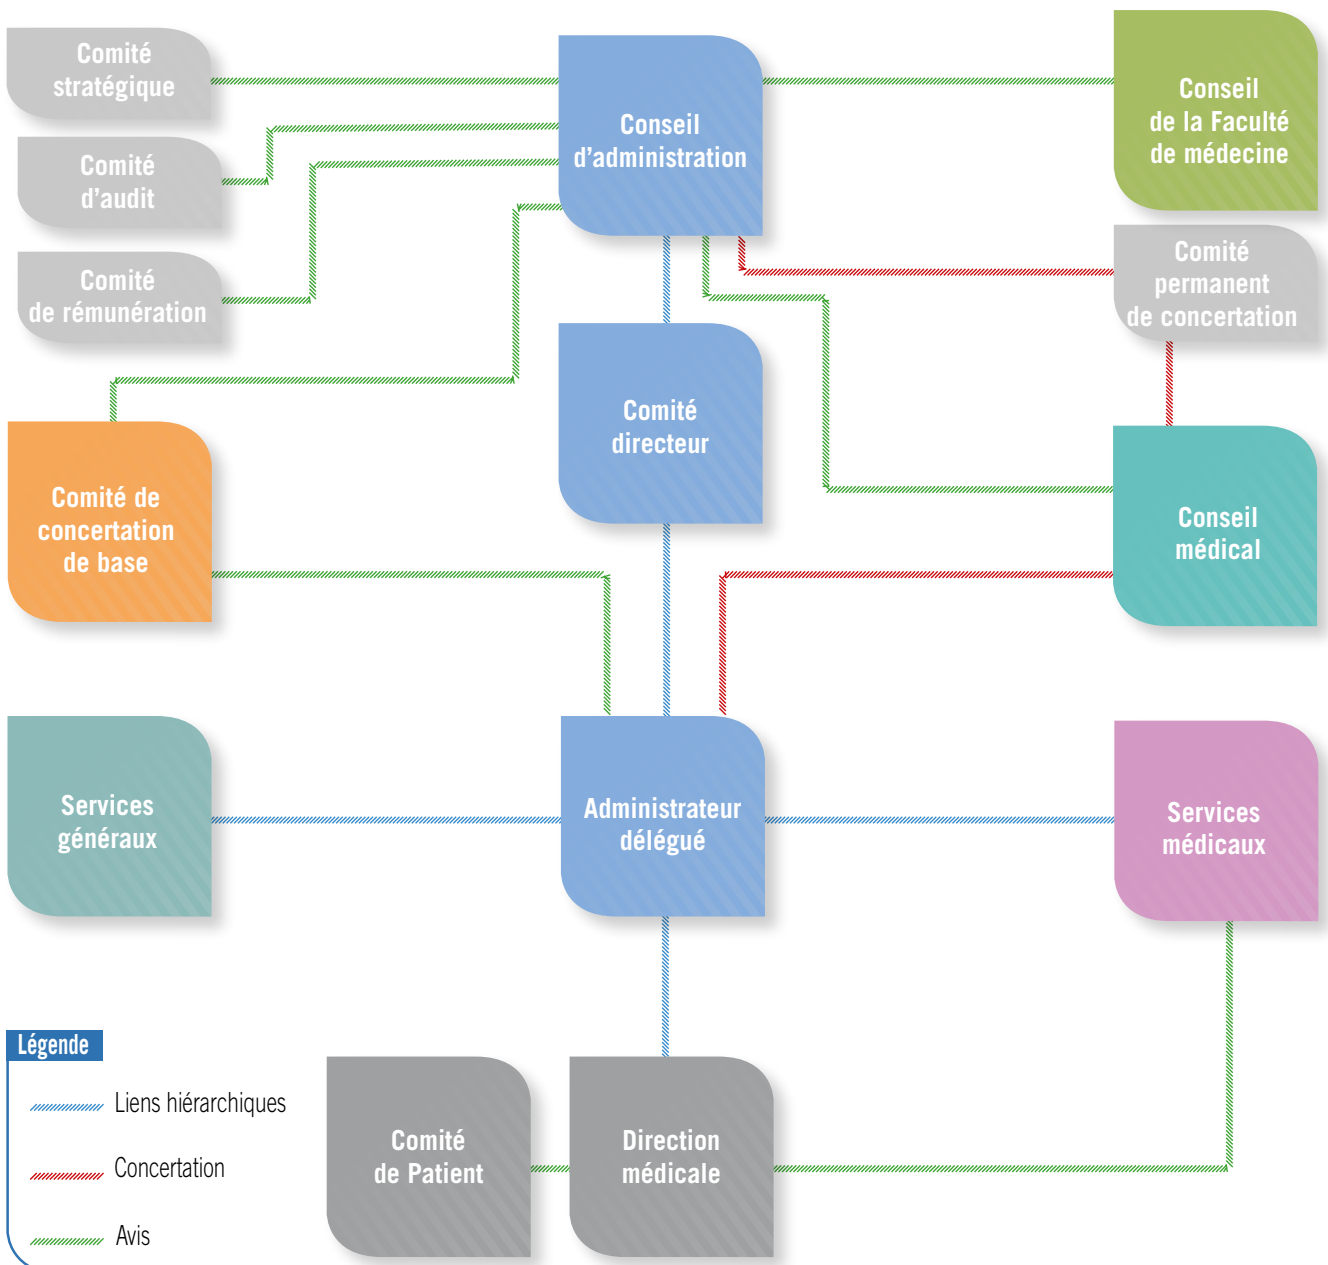 Comité
stratégique
Conseil
d'administration
Conseil
de la Faculté
de médecine
Comité
d'audit
Comité
de rémunération
Comité
permanent
de concertation
Comité
directeur
Comité de
concertation
de base
Conseil
médical
Services
généraux
Administrateur
délégué
Services
médicaux
Légende
Liens hiérarchiques
Concertation
Avis
Comité
de Patient
Direction
médicale